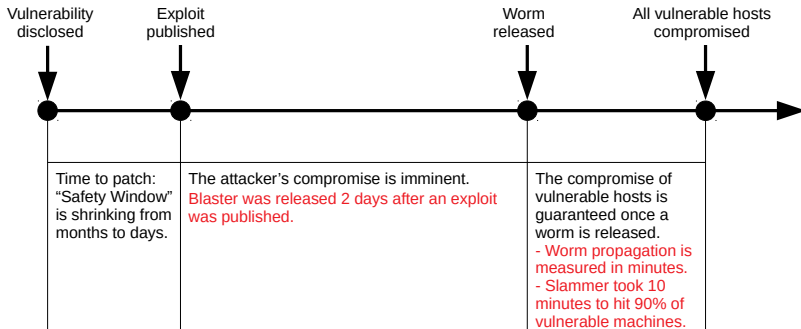 Vulnerability
disclosed
Exploit
published
Worm
released
All vulnerable hosts
compromised
Time to patch:
“Safety Window”
is shrinking from
months to days.
The attacker’s compromise is imminent.
Blaster was released 2 days after an exploit
was published.
The compromise of
vulnerable hosts is
guaranteed once a
worm is released.
- Worm propagation is
measured in minutes.
- Slammer took 10
minutes to hit 90% of
vulnerable machines.